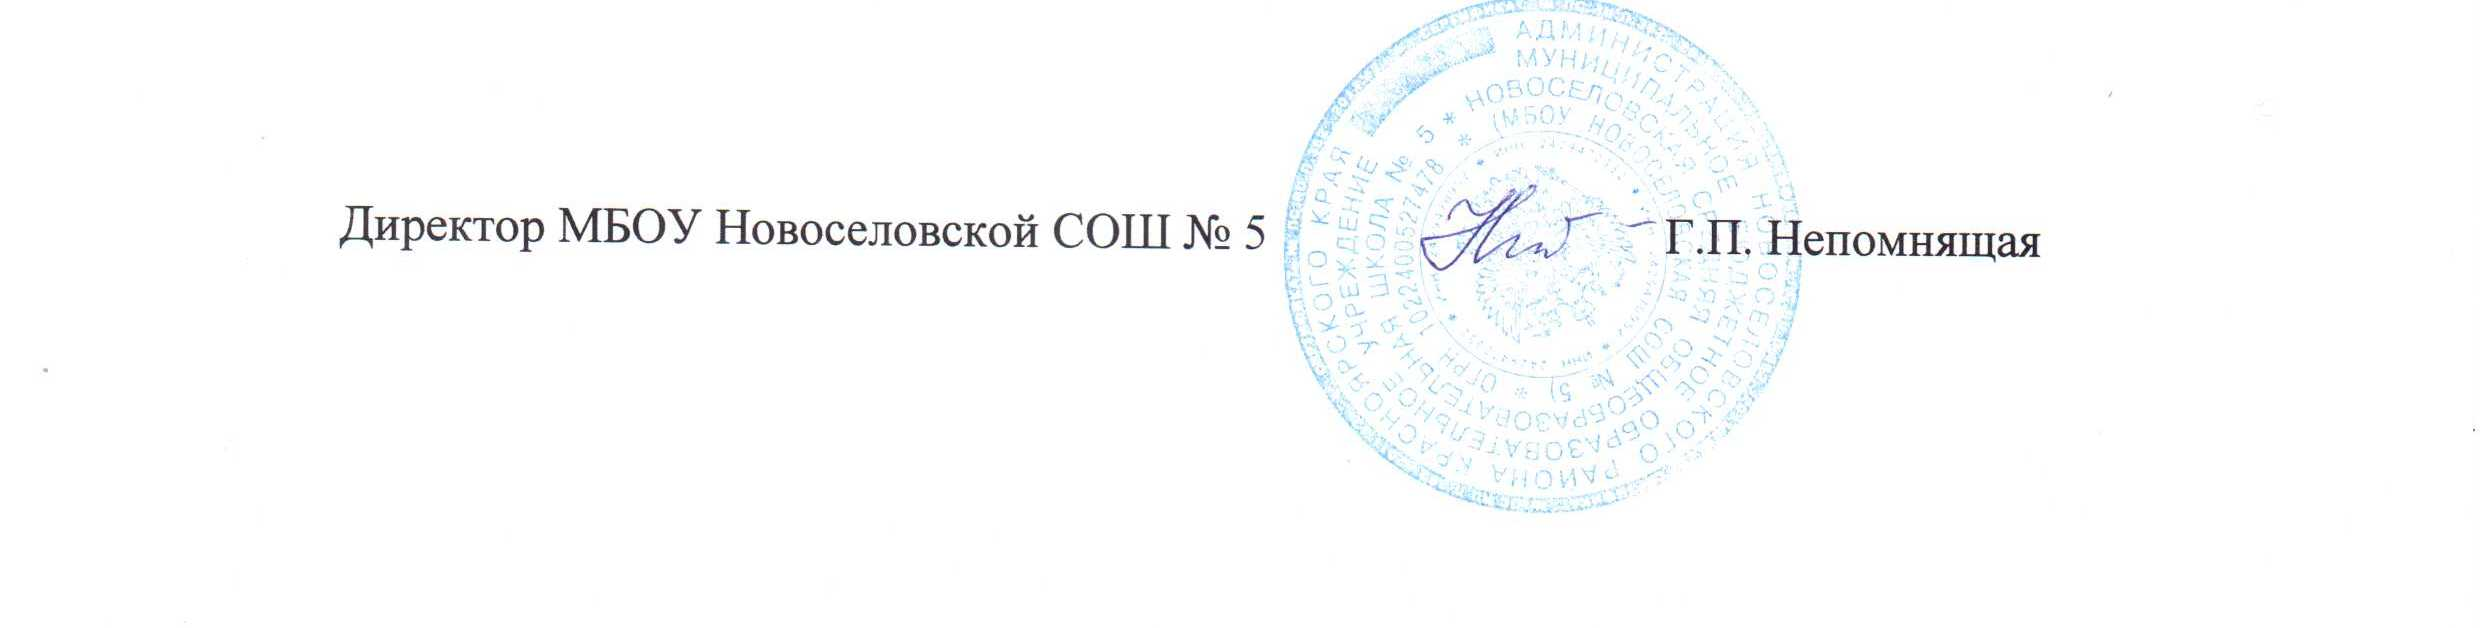 Директор МБОУ Новоселовской СОШ № 5 Г.П. Непомнящая
АДМИНИСТРАЦИЯ НОВОСЕЛОВСКОГО РАЙОНА КРАСНОЯРСКОГО КРАЯ
МУНИЦИПАЛЬНОЕ БЮДЖЕТНОЕ ОБРАЗОВАТЕЛЬНОЕ УЧРЕЖДЕНИЕ
* НОВОСЕЛОВСКАЯ СРЕДНЯЯ ОБЩЕОБРАЗОВАТЕЛЬНАЯ ШКОЛА № 5
* (МБОУ НОВОСЕЛОВСКАЯ СОШ № 5) * ОГРН 1022400527478